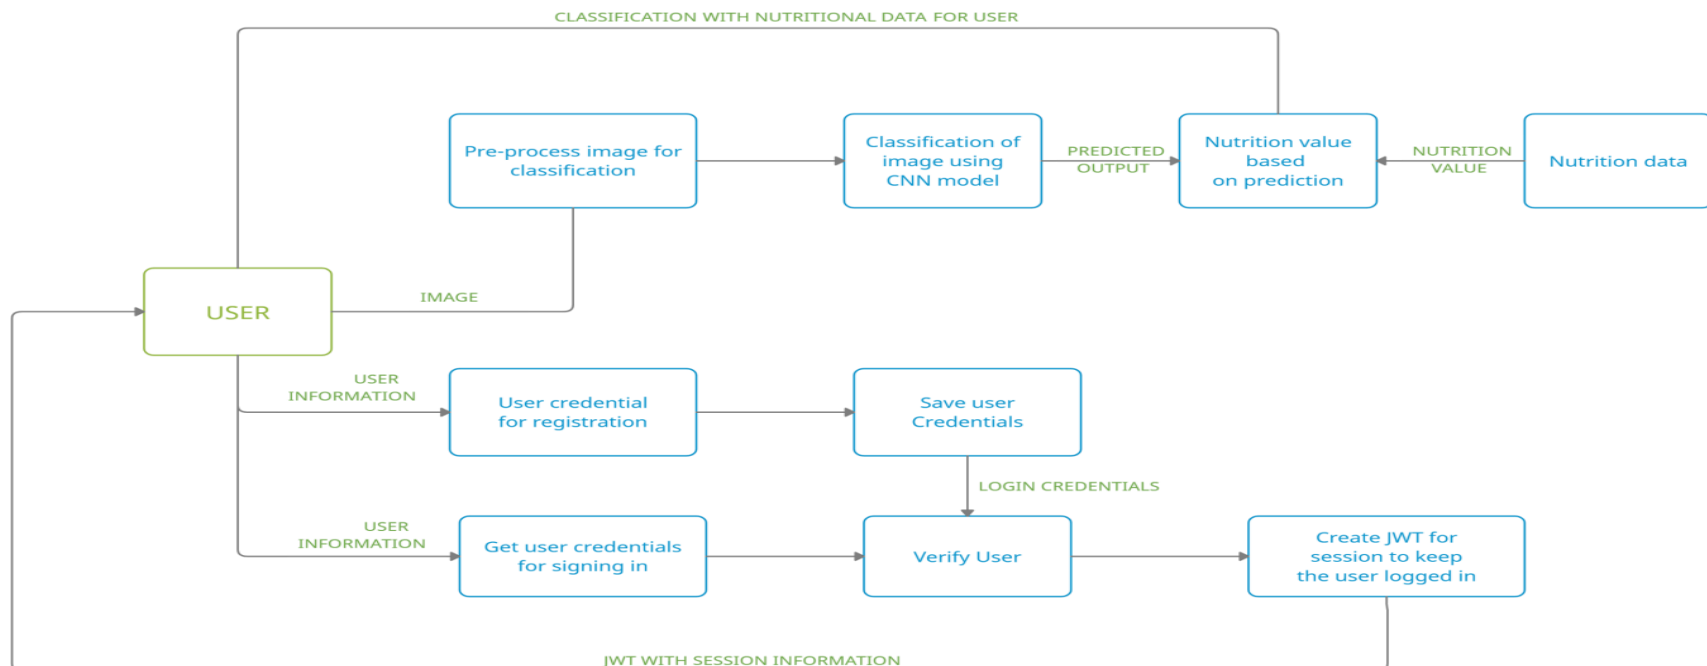 CLASSIFICATION WITH NUTRITIONAL DATA FOR USER
Pre-process image for
classification
Classification of
image using
CNN model
PREDICTED
OUTPUT
Nutrition value
based
on prediction
NUTRITION
VALUE
Nutrition data
USER
IMAGE
USER
INFORMATION
User credential
for registration
Save user
Credentials
LOGIN CREDENTIALS
USER
INFORMATION
Get user credentials
for signing in
Verify User
Create JWT for
session to keep
the user logged in
JWT WITH SESSION INFORMATION